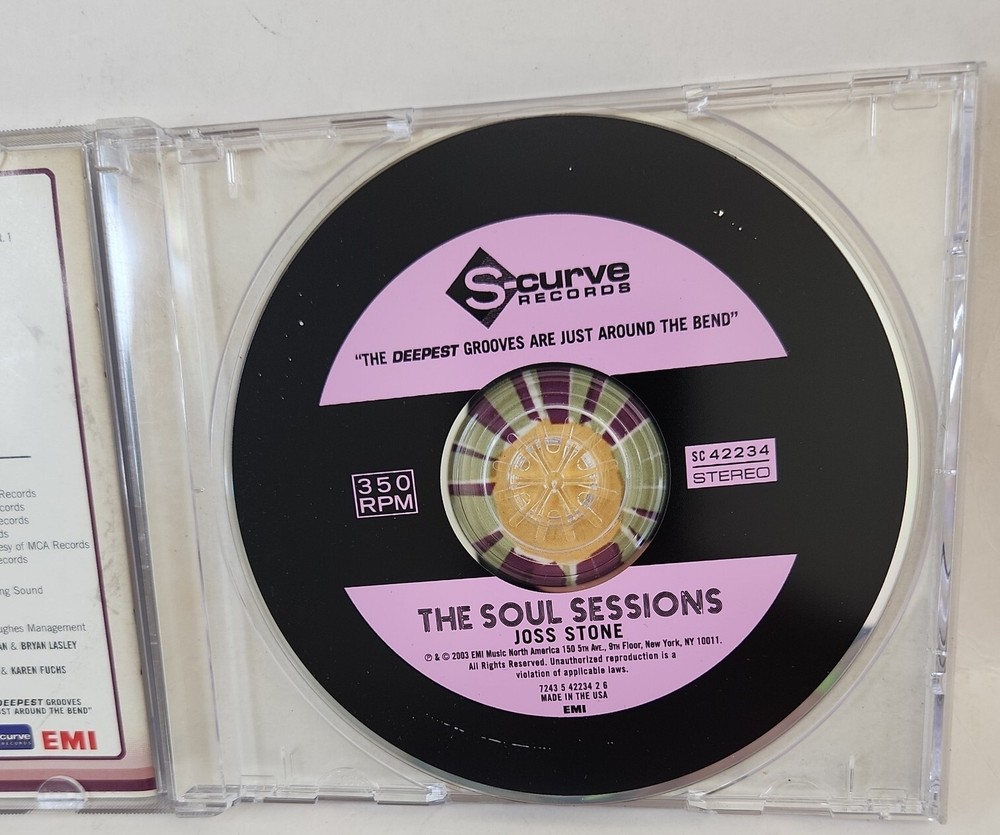 Records
cords
ecords
ds
esy of MCA Records
ecords
ng Sound
ughes Management
AN & BRYAN LASLEY
& KAREN FUCHS
DEEPEST GROOVES
ST AROUND THE BEND”
curve
RECORDS
EMI
S-curve
RECORDS
“THE DEEPEST GROOVES ARE JUST AROUND THE BEND”
350
RPM
SC 42234
STEREO
THE SOUL SESSIONS
JOSS STONE
℗ & © 2003 EMI Music North America 150 5TH Ave., 9TH Floor, New York, NY 10011.
All Rights Reserved. Unauthorized reproduction is a
violation of applicable laws.
7243 5 42234 2 6
MADE IN THE USA
EMI